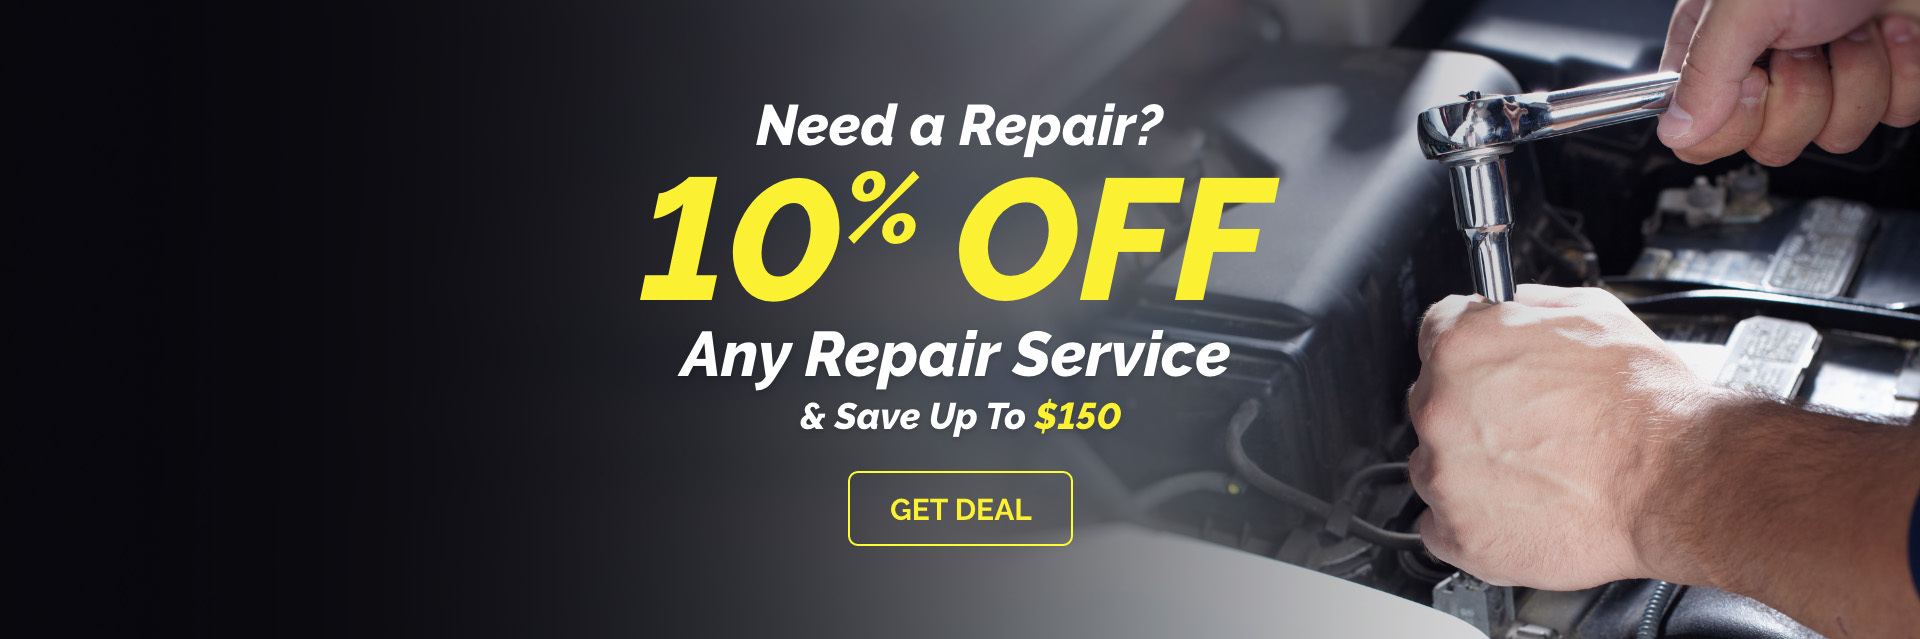 Need a Repair?
10% OFF
Any Repair Service
& Save Up To $150
GET DEAL